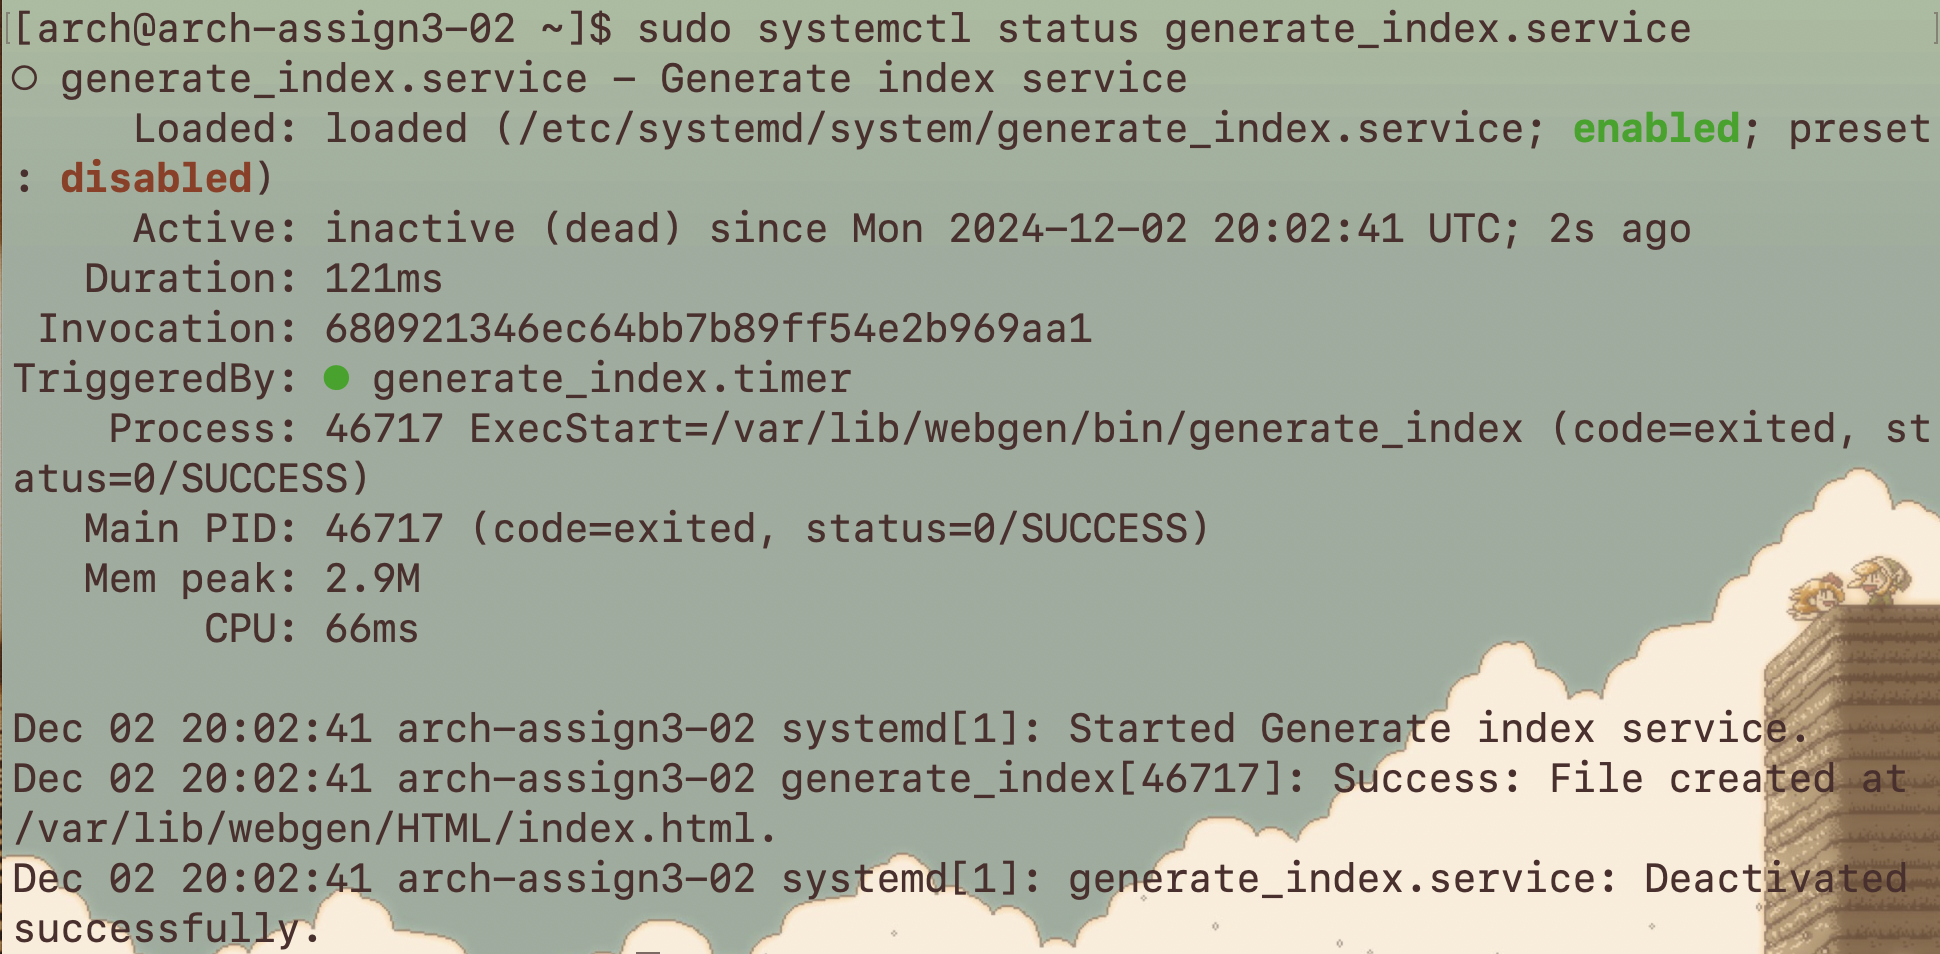 [[arch@arch-assign3-02 ~]$ sudo systemctl status generate_index.service ]
○ generate_index.service - Generate index service
Loaded: loaded (/etc/systemd/system/generate_index.service; enabled; preset
: disabled)
Active: inactive (dead) since Mon 2024-12-02 20:02:41 UTC; 2s ago
Duration: 121ms
Invocation: 680921346ec64bb7b89ff54e2b969aa1
TriggeredBy: ● generate_index.timer
Process: 46717 ExecStart=/var/lib/webgen/bin/generate_index (code=exited, st
atus=0/SUCCESS)
Main PID: 46717 (code=exited, status=0/SUCCESS)
Mem peak: 2.9M
CPU: 66ms
Dec 02 20:02:41 arch-assign3-02 systemd[1]: Started Generate index service.
Dec 02 20:02:41 arch-assign3-02 generate_index[46717]: Success: File created at
/var/lib/webgen/HTML/index.html.
Dec 02 20:02:41 arch-assign3-02 systemd[1]: generate_index.service: Deactivated
successfully.